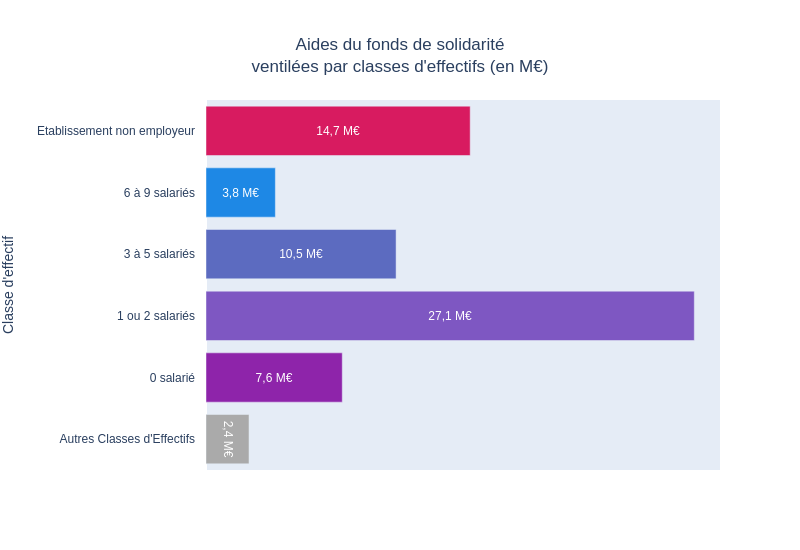 Aides du fonds de solidarité
ventilées par classes d'effectifs (en M€)
Classe d'effectif
Etablissement non employeur
14,7 M€
6 à 9 salariés
3,8 M€
3 à 5 salariés
10,5 M€
1 ou 2 salariés
27,1 M€
0 salarié
7,6 M€
Autres Classes d'Effectifs
2,4 M€